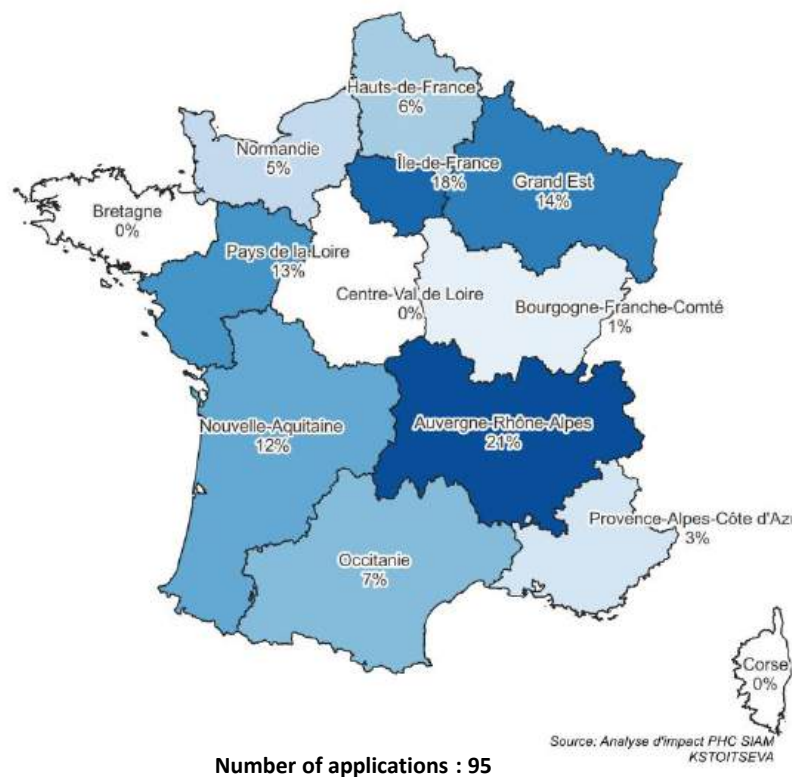 Hauts-de-France
6%
Normandie
5%
Île-de-France
18%
Grand Est
14%
Bretagne
0%
Pays de la Loire
13%
Centre-Val de Loire
0%
Bourgogne-Franche-Comté
1%
Nouvelle-Aquitaine
12%
Auvergne-Rhône-Alpes
21%
Provence-Alpes-Côte d'Az
3%
Occitanie
7%
Corse
0%
Source: Analyse d'impact PHC SIAM
KSTOITSEVA
Number of applications : 95